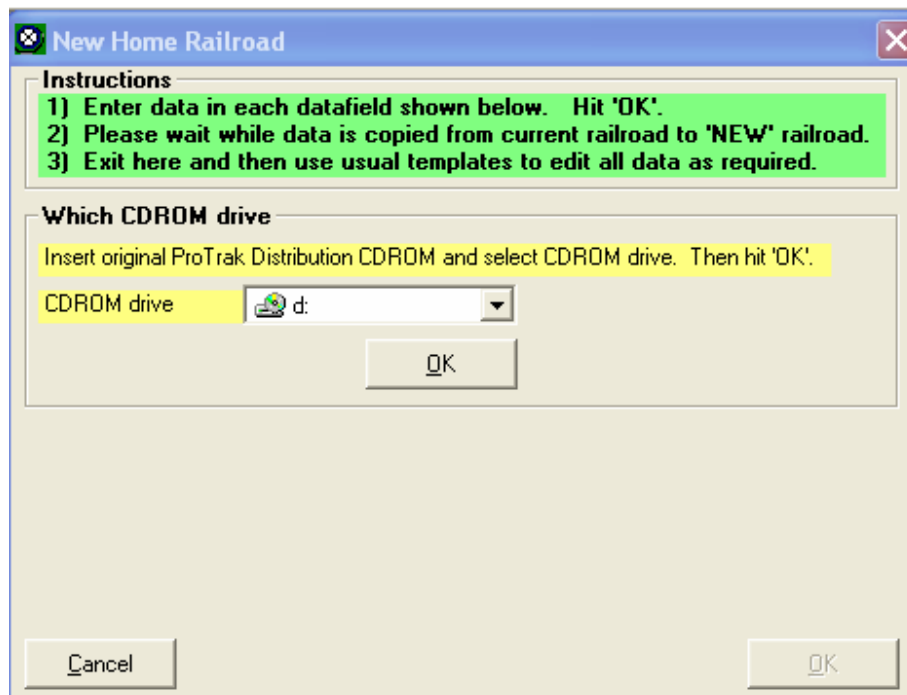 New Home Railroad
Instructions
1) Enter data in each datafield shown below. Hit 'OK'.
2) Please wait while data is copied from current railroad to 'NEW' railroad.
3) Exit here and then use usual templates to edit all data as required.
Which CDROM drive
Insert original ProTrak Distribution CDROM and select CDROM drive. Then hit 'OK'.
CDROM drive d:
OK
Cancel OK